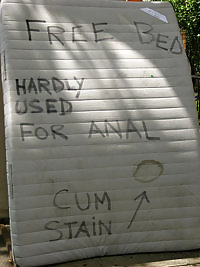 FREE BED
HARDLY
USED
FOR ANAL
CUM
STAIN